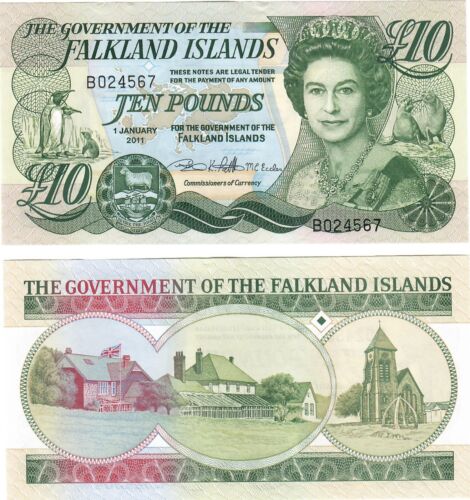 THE GOVERNMENT OF THE
FALKLAND ISLANDS
£10
B024567
THESE NOTES ARE LEGAL TENDER
FOR THE PAYMENT OF ANY AMOUNT
TEN POUNDS
1 JANUARY
2011
FOR THE GOVERNMENT OF THE
FALKLAND ISLANDS
£10
Commissioners of Currency
B024567
THE GOVERNMENT OF THE FALKLAND ISLANDS